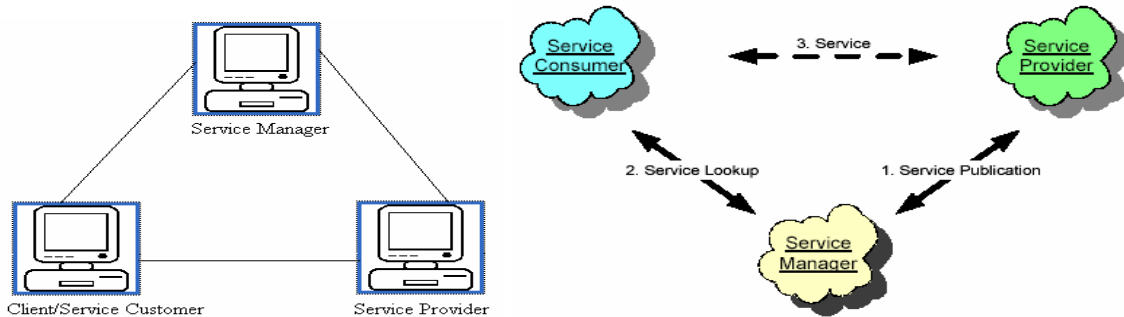 Service Manager
Client/Service Customer
Service Provider
Service
Consumer
3. Service
Service
Provider
2. Service Lookup
1. Service Publication
Service
Manager